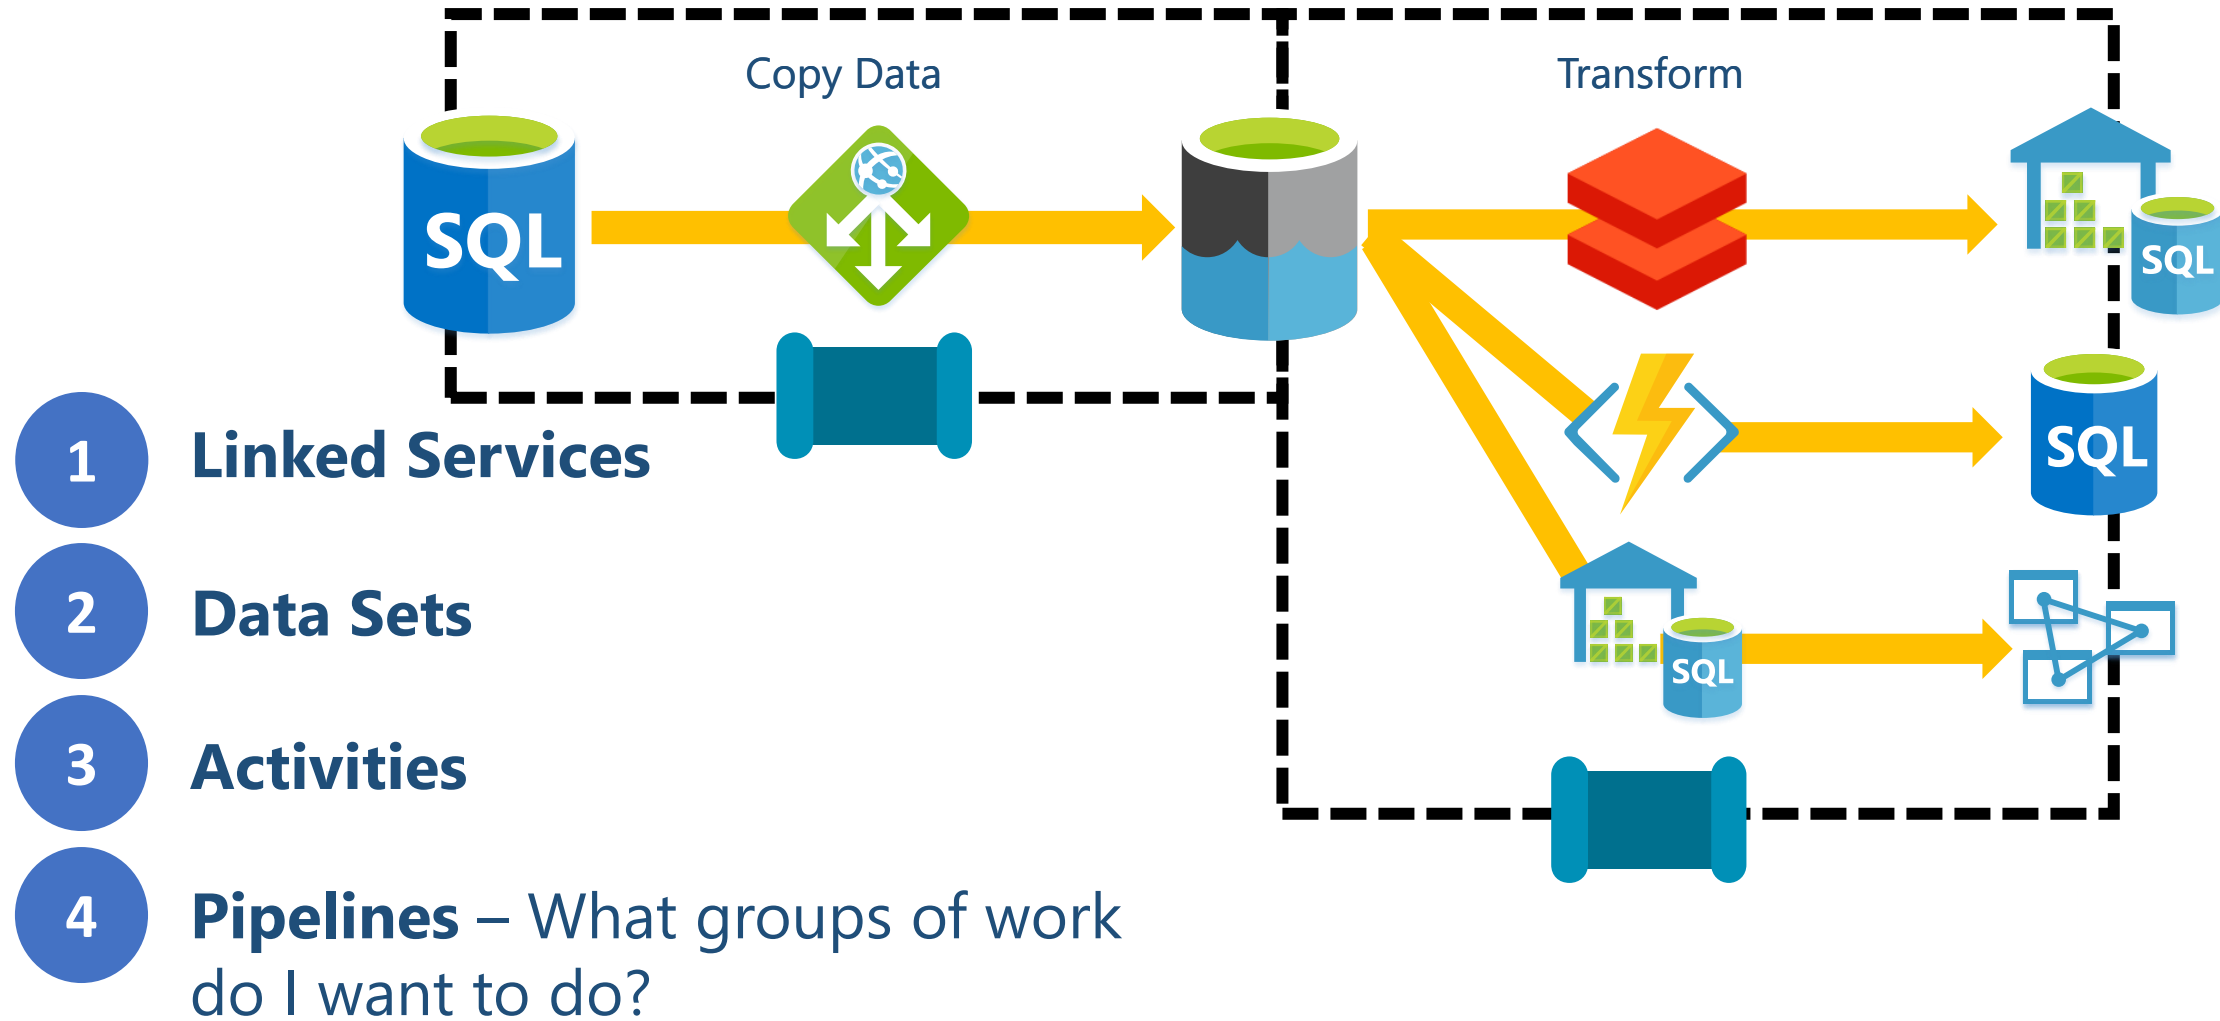 Copy Data
Transform
SQL
SQL
SQL
SQL
1
Linked Services
2
Data Sets
3
Activities
4
Pipelines – What groups of work
do I want to do?